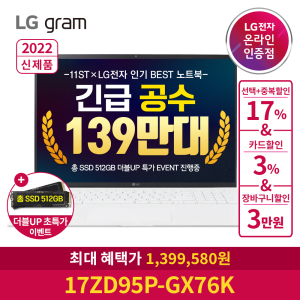 LG gram
2022
신제품
LG전자
온라인
인증점
-11ST×LG전자 인기 BEST 노트북-
긴급 공수
139만대
총 SSD 512GB 더블UP 특가 EVENT 진행중
선택+중복할인
17%
&
카드할인
3%
&
장바구니할인
3만원
+
총 SSD 512GB
더블UP 초특가
이벤트
최대 혜택가 1,399,580원
17ZD95P-GX76K